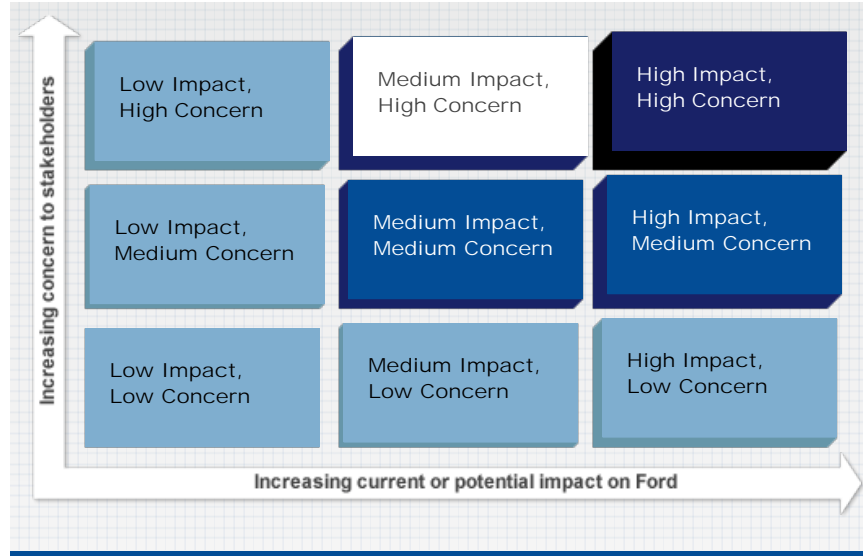 Increasing concern to stakeholders
Low Impact,
High Concern
Medium Impact,
High Concern
High Impact,
High Concern
Low Impact,
Medium Concern
Medium Impact,
Medium Concern
High Impact,
Medium Concern
Low Impact,
Low Concern
Medium Impact,
Low Concern
High Impact,
Low Concern
Increasing current or potential impact on Ford